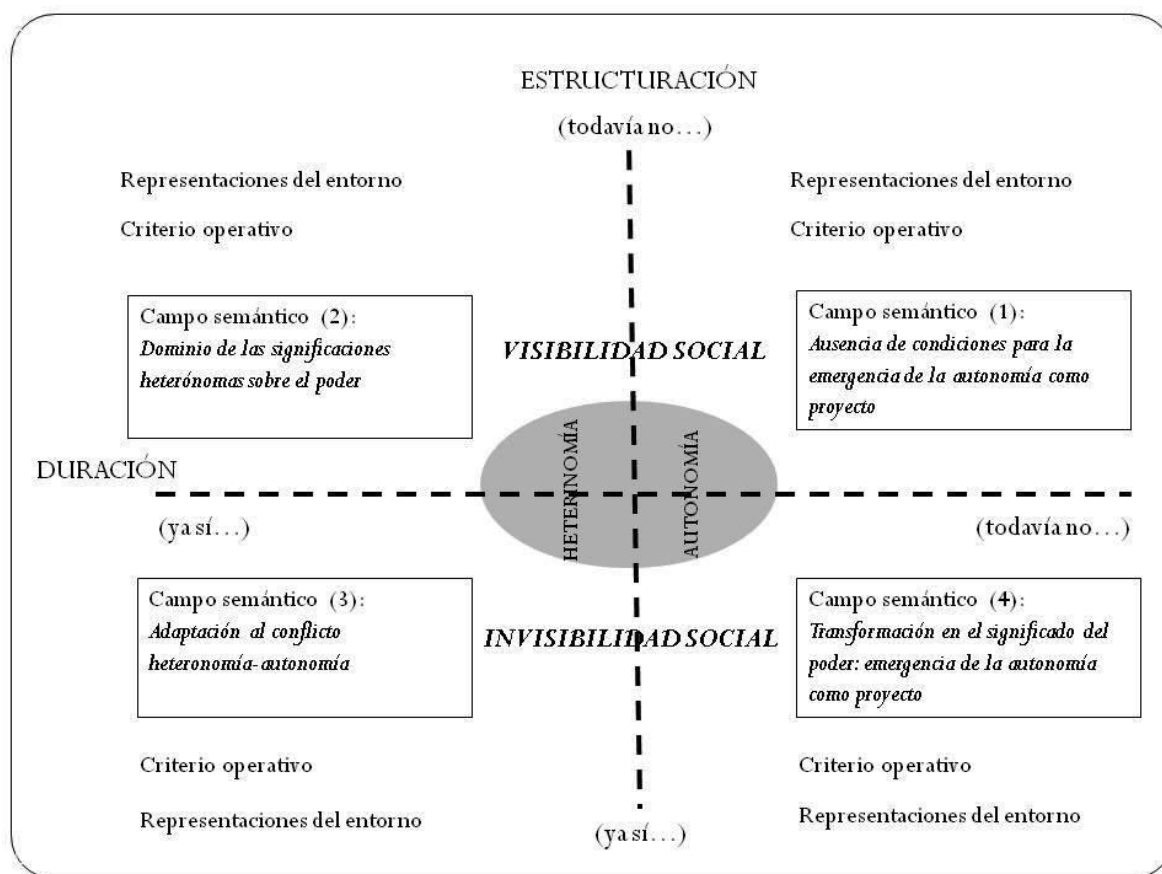 ESTRUCTURACIÓN
(todavía no…)
Representaciones del entorno
Criterio operativo
Representaciones del entorno
Criterio operativo
Campo semántico (2):
Dominio de las significaciones
heterónomas sobre el poder
VISIBILIDAD SOCIAL
Campo semántico (1):
Ausencia de condiciones para la
emergencia de la autonomía como
proyecto
DURACIÓN
HETERINOMÍA
AUTONOMÍA
(ya sí…)
(todavía no…)
Campo semántico (3):
Adaptación al conflicto
heteronomía-autonomía
INVISIBILIDAD SOCIAL
Campo semántico (4):
Transformación en el significado del
poder: emergencia de la autonomía
como proyecto
Criterio operativo
Representaciones del entorno
Criterio operativo
Representaciones del entorno
(ya sí…)